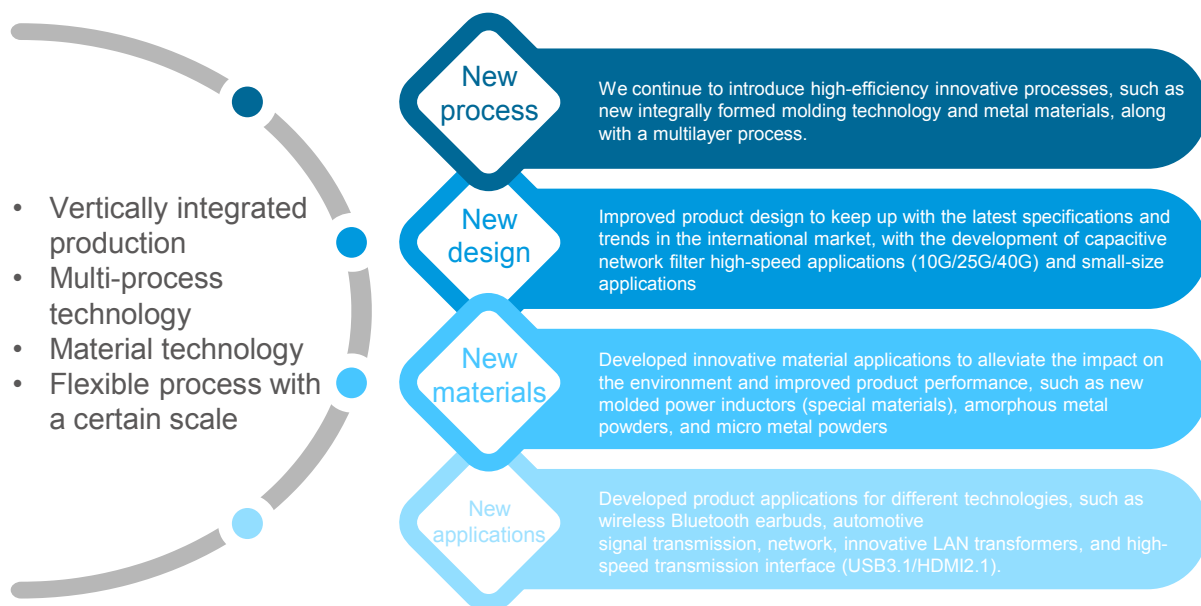 • Vertically integrated
production
• Multi-process
technology
• Material technology
• Flexible process with
a certain scale
New
process
We continue to introduce high-efficiency innovative processes, such as
new integrally formed molding technology and metal materials, along
with a multilayer process.
New
design
Improved product design to keep up with the latest specifications and
trends in the international market, with the development of capacitive
network filter high-speed applications (10G/25G/40G) and small-size
applications
New
materials
Developed innovative material applications to alleviate the impact on
the environment and improved product performance, such as new
molded power inductors (special materials), amorphous metal
powders, and micro metal powders
New
applications
Developed product applications for different technologies, such as
wireless Bluetooth earbuds, automotive
signal transmission, network, innovative LAN transformers, and high-
speed transmission interface (USB3.1/HDMI2.1).